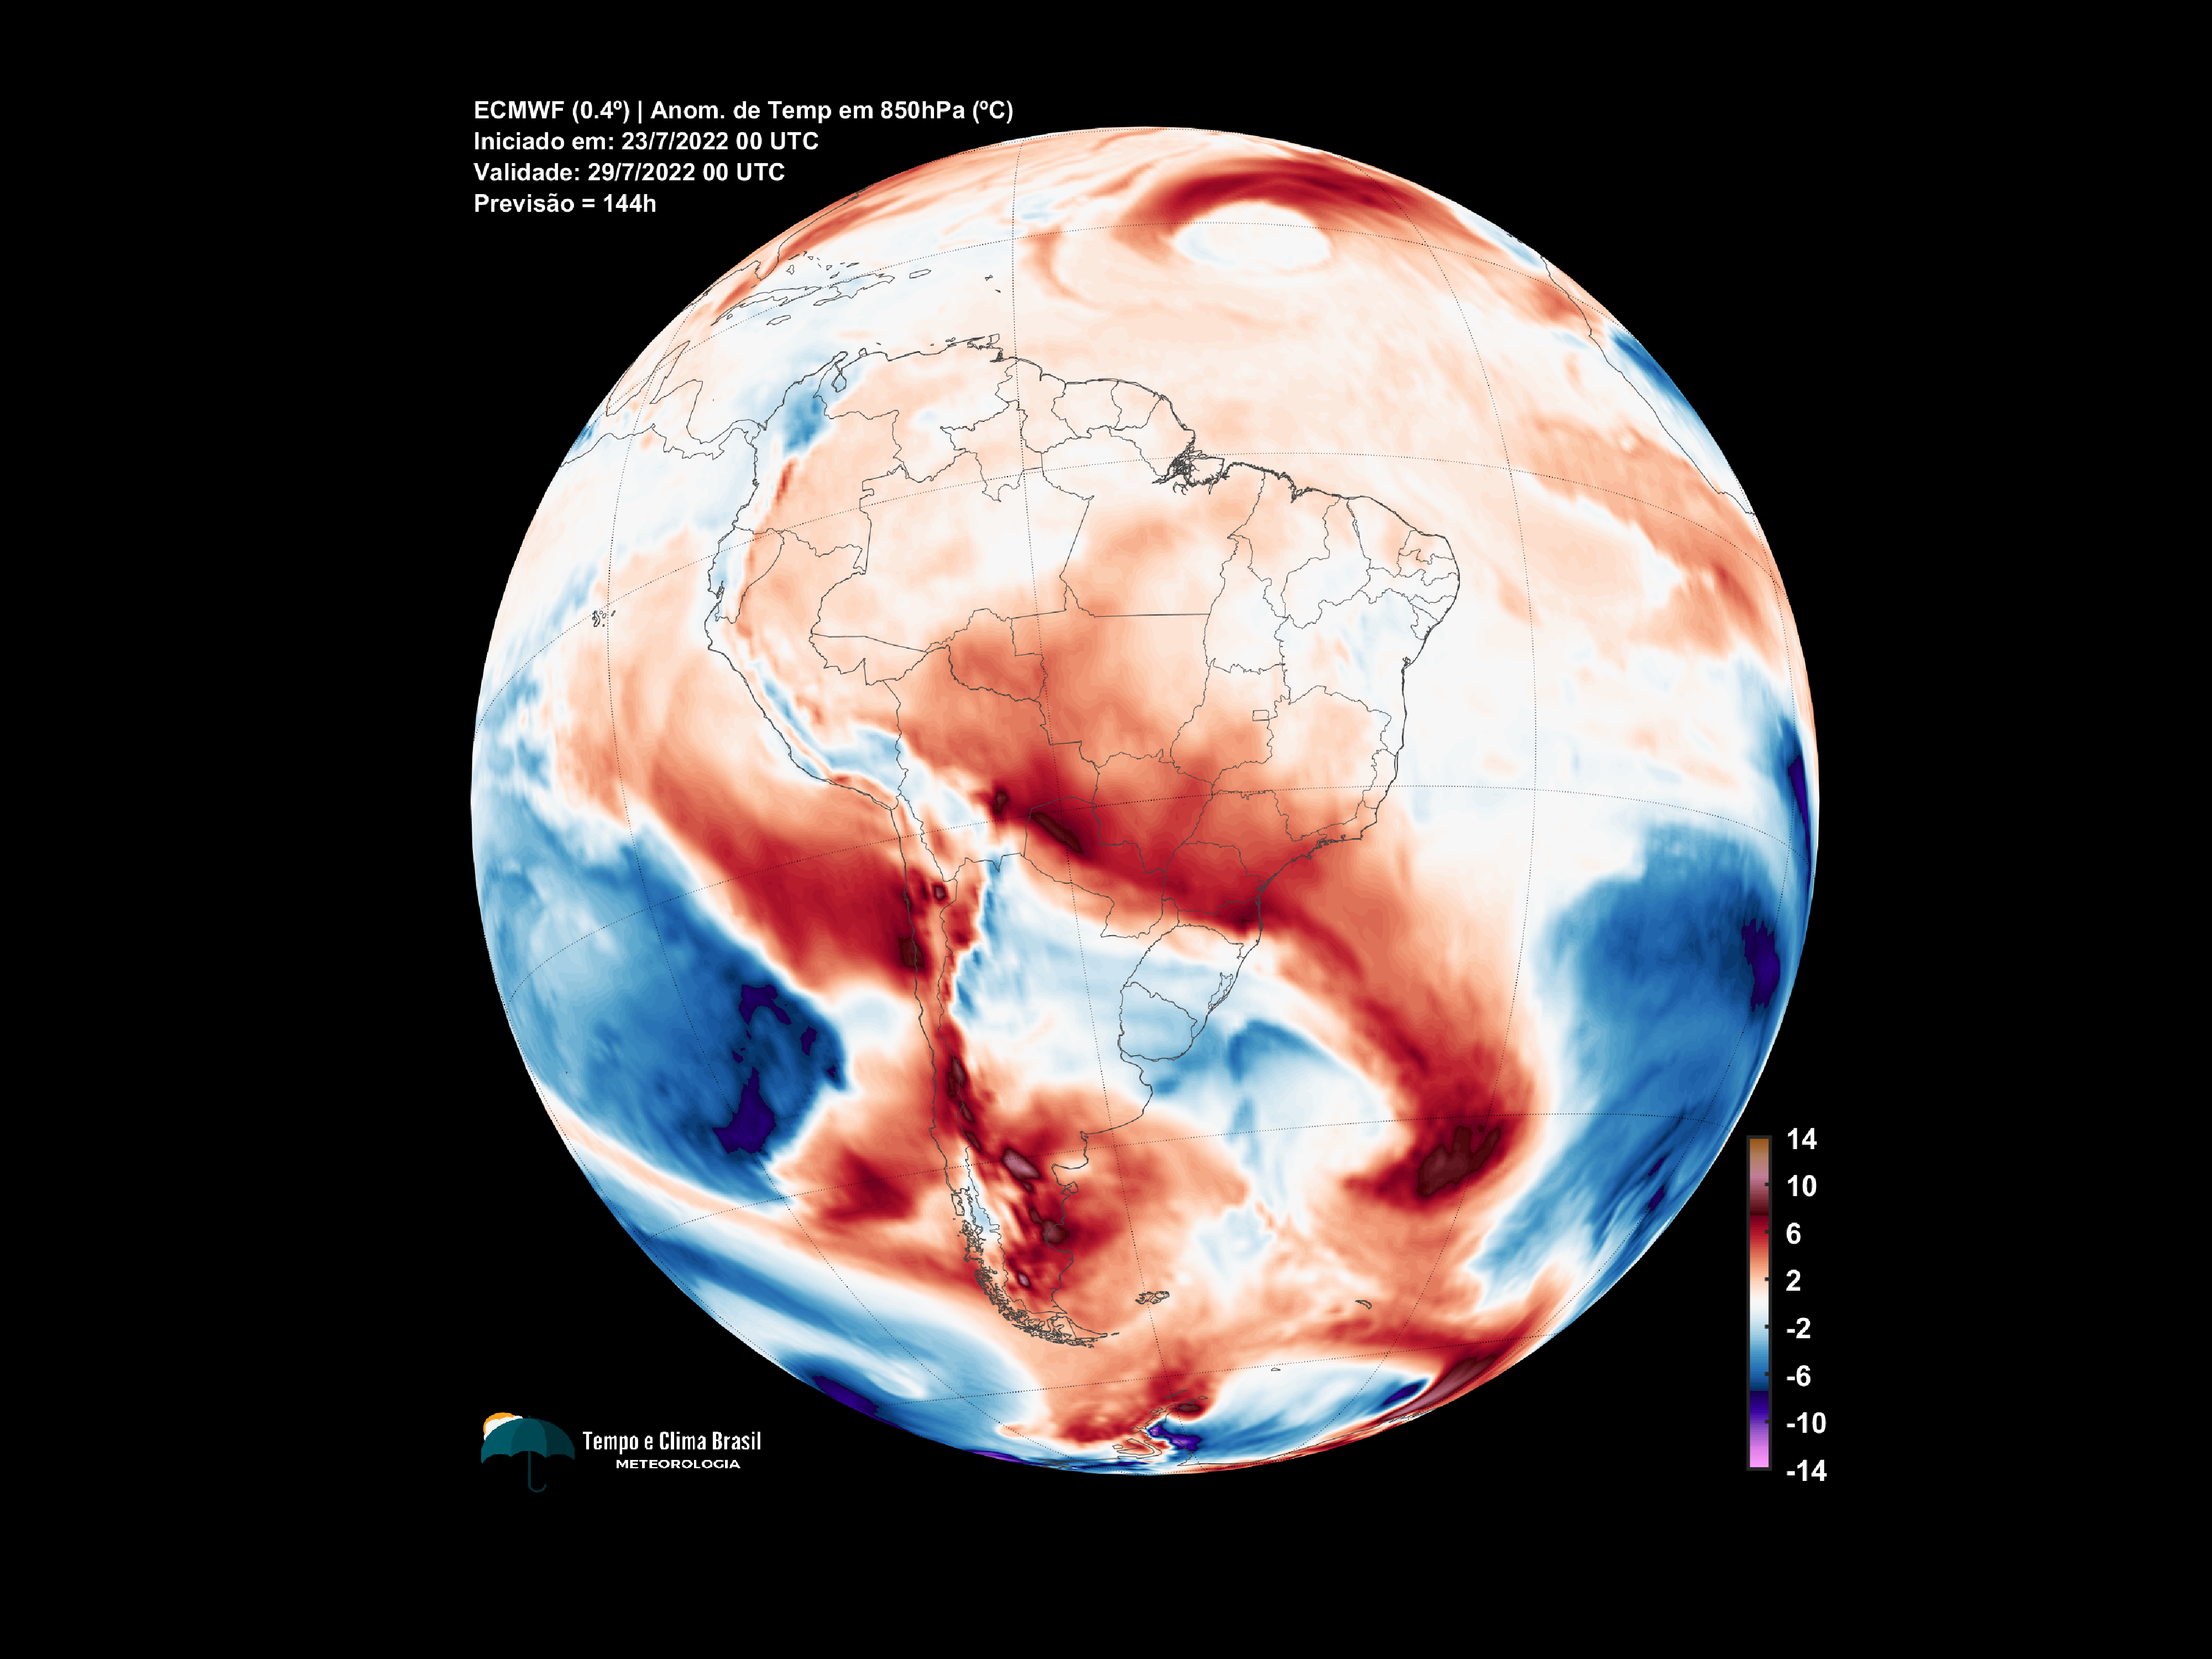 ECMWF (0.4º) | Anom. de Temp em 850hPa (ºC)
Iniciado em: 23/7/2022 00 UTC
Validade: 29/7/2022 00 UTC
Previsão = 144h
14
10
6
2
-2
-6
-10
-14
Tempo e Clima Brasil
METEOROLOGIA